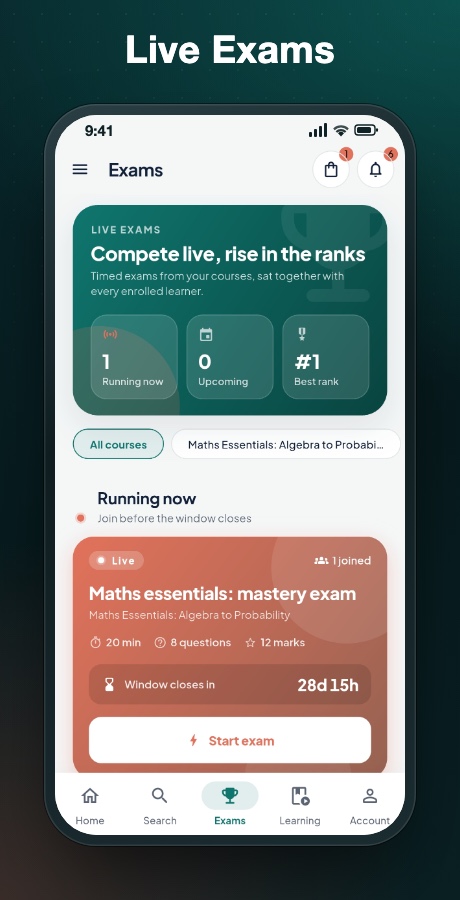 Live Exams
9:41
Exams
1
6
LIVE EXAMS
Compete live, rise in the ranks
Timed exams from your courses, sat together with
every enrolled learner.
1
Running now
0
Upcoming
#1
Best rank
All courses
Maths Essentials: Algebra to Probabi...
Running now
Join before the window closes
Live
1 joined
Maths essentials: mastery exam
Maths Essentials: Algebra to Probability
20 min
8 questions
12 marks
Window closes in
28d 15h
Start exam
Home
Search
Exams
Learning
Account